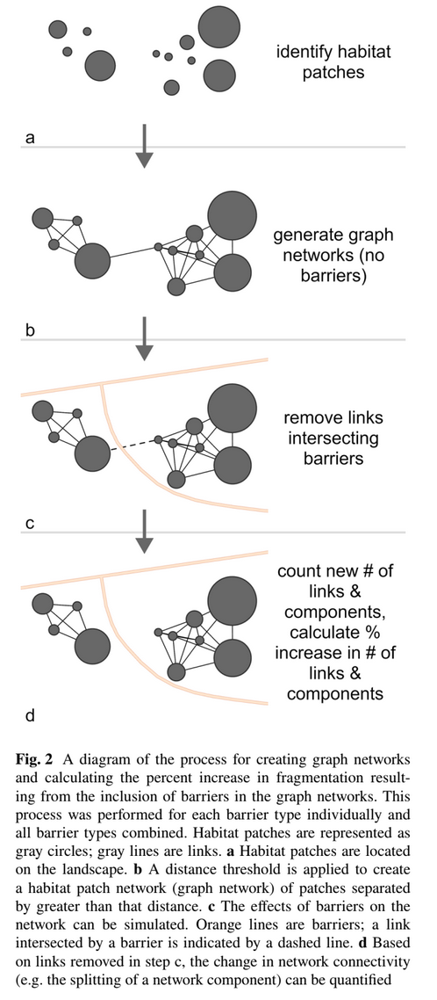 identify habitat
patches
a
generate graph
networks (no
barriers)
b
remove links
intersecting
barriers
c
count new # of
links &
components,
calculate %
increase in # of
links &
components
d
Fig. 2 A diagram of the process for creating graph networks
and calculating the percent increase in fragmentation result-
ing from the inclusion of barriers in the graph networks. This
process was performed for each barrier type individually and
all barrier types combined. Habitat patches are represented as
gray circles; gray lines are links. a Habitat patches are located
on the landscape. b A distance threshold is applied to create
a habitat patch network (graph network) of patches separated
by greater than that distance. c The effects of barriers on the
network can be simulated. Orange lines are barriers; a link
intersected by a barrier is indicated by a dashed line. d Based
on links removed in step c, the change in network connectivity
(e.g. the splitting of a network component) can be quantified